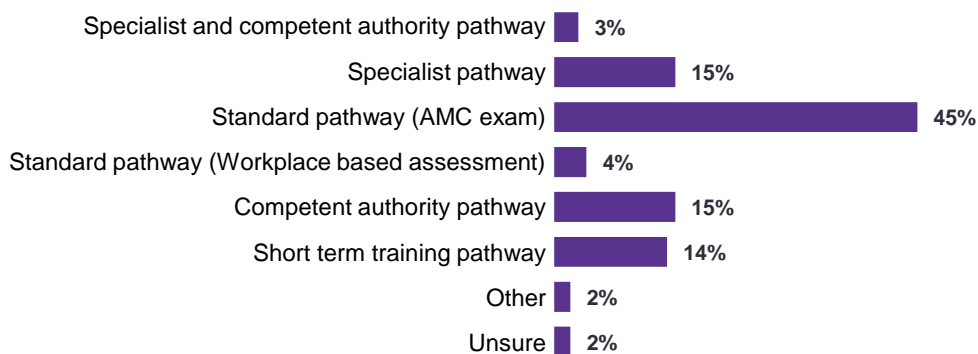 Specialist and competent authority pathway 3%
Specialist pathway 15%
Standard pathway (AMC exam) 45%
Standard pathway (Workplace based assessment) 4%
Competent authority pathway 15%
Short term training pathway 14%
Other 2%
Unsure 2%